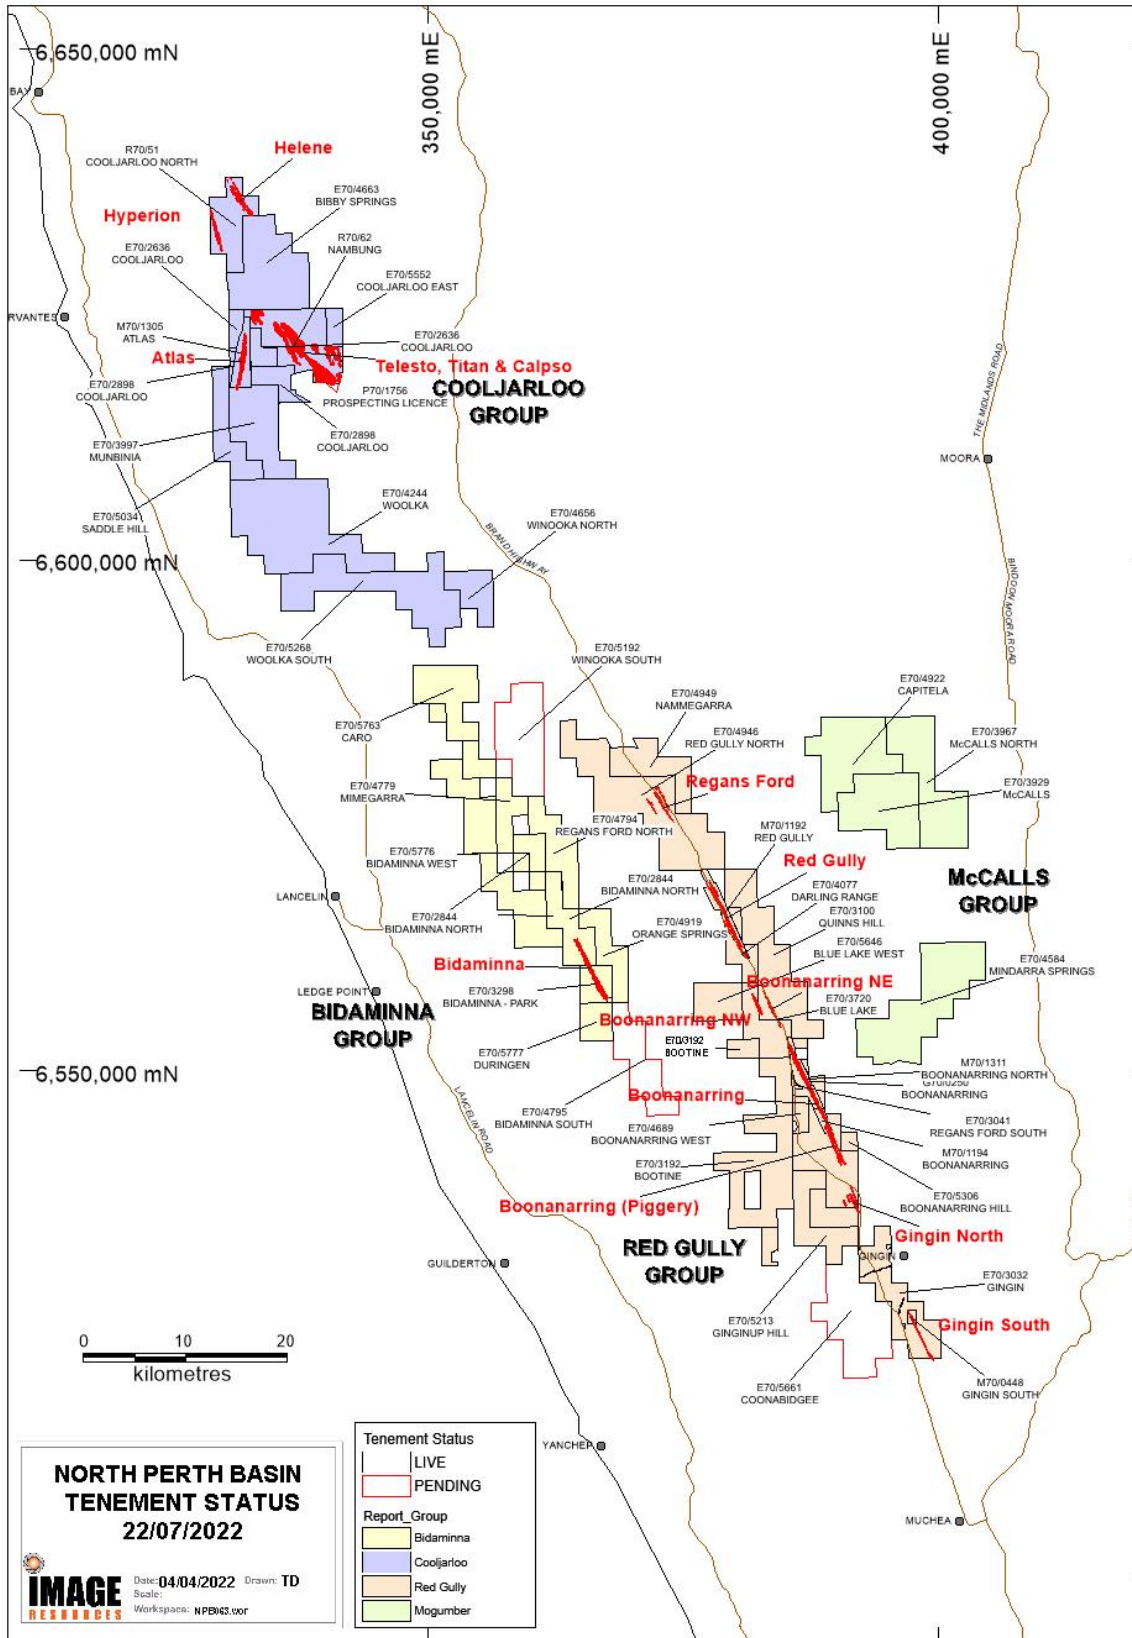 6,650,000 mN
350,000 mE
400,000 mE
BAY
R70/51
COOLJARLOO NORTH
Helene
E70/4663
BIBBY SPRINGS
Hyperion
R70/62
NAMBUNG
E70/2636
COOLJARLOO
E70/5552
COOLJARLOO EAST
RVANTES
M70/1305
ATLAS
E70/2636
COOLJARLOO
Atlas
Telesto, Titan & Calpso
COOLJARLOO
GROUP
E70/2898
COOLJARLOO
P70/1756
PROSPECTING LICENCE
E70/2898
COOLJARLOO
E70/3997
MUNBINIA
THE MIDLANDS ROAD
MOORA
E70/4244
WOOLKA
E70/4656
WINOOKA NORTH
E70/5034
SADDLE HILL
BRAND HIGHWAY
6,600,000 mN
BINDOON MOORA ROAD
E70/5268
WOOLKA SOUTH
E70/5192
WINOOKA SOUTH
E70/4949
NAMMEGARRA
E70/4922
CAPITELA
E70/5763
CARO
E70/4946
RED GULLY NORTH
E70/3967
McCALLS NORTH
E70/4779
MIMEGARRA
Regans Ford
E70/3929
McCALLS
E70/4794
REGANS FORD NORTH
M70/1192
RED GULLY
E70/5776
BIDAMINNA WEST
Red Gully
McCALLS
GROUP
E70/2844
BIDAMINNA NORTH
E70/4077
DARLING RANGE
LANCELIN
E70/2844
BIDAMINNA NORTH
E70/3100
QUINNS HILL
E70/4919
ORANGE SPRINGS
E70/5646
BLUE LAKE WEST
E70/4584
MINDARRA SPRINGS
Bidaminna
Boonanarring NE
LEDGE POINT
E70/3298
BIDAMINNA - PARK
E70/3720
BLUE LAKE
BIDAMINNA
GROUP
Boonanarring NW
E70/3192
BOOTINE
E70/5777
DURINGEN
6,550,000 mN
M70/1311
BOONANARRING NORTH
G70/0250
BOONANARRING
Boonanarring
LANCELIN ROAD
E70/4795
BIDAMINNA SOUTH
E70/4689
BOONANARRING WEST
E70/3041
REGANS FORD SOUTH
E70/3192
BOOTINE
M70/1194
BOONANARRING
Boonanarring (Piggery)
E70/5306
BOONANARRING HILL
RED GULLY
GROUP
Gingin North
GINGIN
GUILDERTON
E70/3032
GINGIN
E70/5213
GINGINUP HILL
Gingin South
0 10 20
kilometres
E70/5661
COONABIDGEE
M70/0448
GINGIN SOUTH
YANCHEP
MUCHEA
Tenement Status
LIVE
PENDING
Report_Group
Bidaminna
Cooljarloo
Red Gully
Mogumber
NORTH PERTH BASIN
TENEMENT STATUS
22/07/2022
IMAGE
RESOURCES
Date: 04/04/2022 Drawn: TD
Scale:
Workspace: NPB063.wor